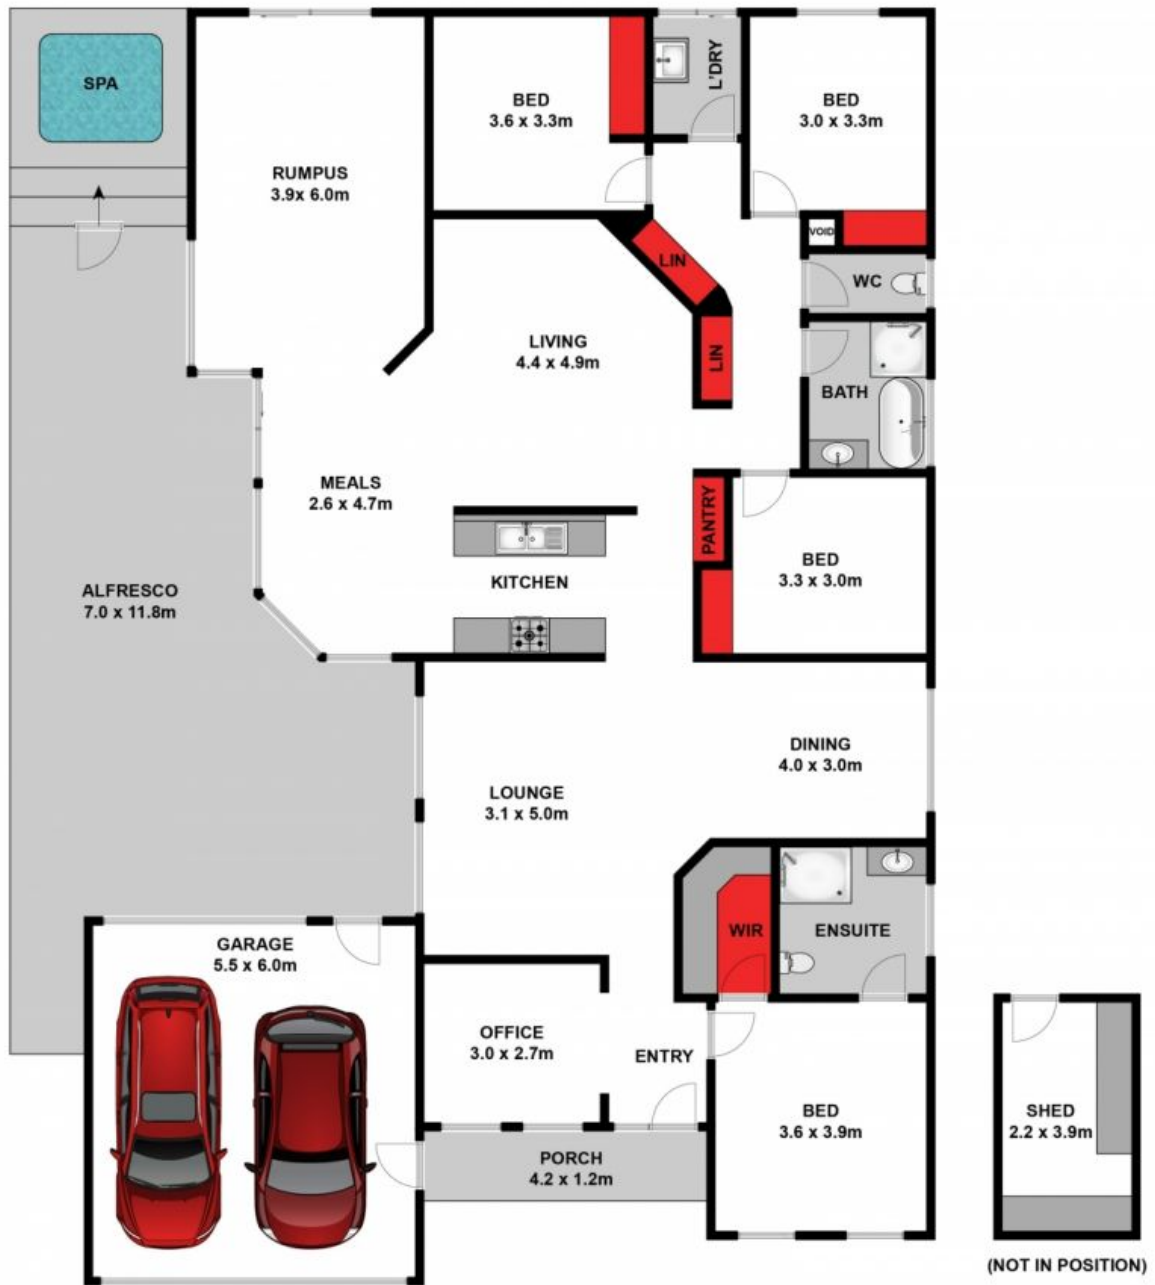 SPA
RUMPUS
3.9x 6.0m
BED
3.6 x 3.3m
L'DRY
BED
3.0 x 3.3m
VOID
LIN
WC
LIVING
4.4 x 4.9m
LIN
BATH
MEALS
2.6 x 4.7m
PANTRY
KITCHEN
BED
3.3 x 3.0m
ALFRESCO
7.0 x 11.8m
DINING
4.0 x 3.0m
LOUNGE
3.1 x 5.0m
WIR
ENSUITE
GARAGE
5.5 x 6.0m
OFFICE
3.0 x 2.7m
ENTRY
BED
3.6 x 3.9m
SHED
2.2 x 3.9m
PORCH
4.2 x 1.2m
(NOT IN POSITION)